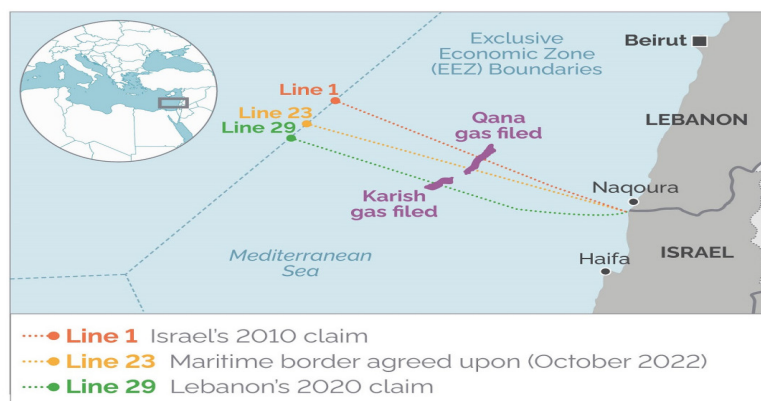 Exclusive
Economic Zone
(EEZ) Boundaries
Beirut
Line 1
Line 23
Line 29
Qana
gas filed
LEBANON
Karish
gas filed
Naqoura
Mediterranean
Sea
Haifa
ISRAEL
Line 1 Israel's 2010 claim
Line 23 Maritime border agreed upon (October 2022)
Line 29 Lebanon's 2020 claim